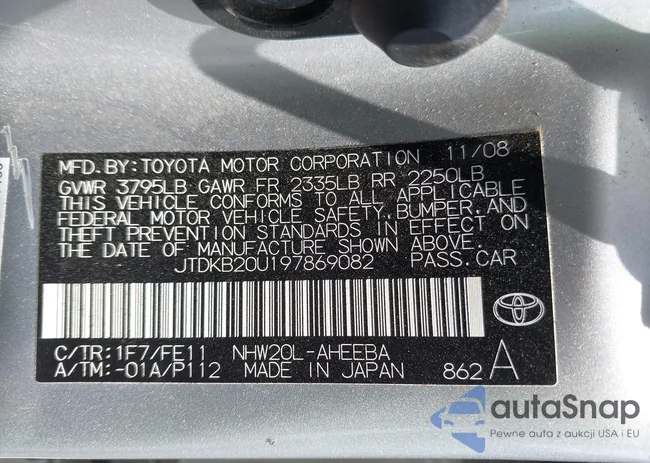 MFD. BY: TOYOTA MOTOR CORPORATION 11/08
GVWR 3795LB GAWR FR 2335LB RR 2250LB
THIS VEHICLE CONFORMS TO ALL APPLICABLE
FEDERAL MOTOR VEHICLE SAFETY, BUMPER, AND
THEFT PREVENTION STANDARDS IN EFFECT ON
THE DATE OF MANUFACTURE SHOWN ABOVE.
JTDKB20U197869082 PASS. CAR
C/TR: 1F7/FE11 NHW20L-AHEEBA
A/TM: -01A/P112 MADE IN JAPAN 862 A
autaSnap
Pewne auta z aukcji USA i EU